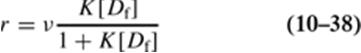 r = ν K[D_f] / (1 + K[D_f]) (10–38)